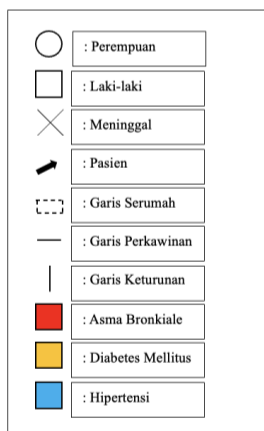 : Perempuan
: Laki-laki
: Meninggal
: Pasien
: Garis Serumah
: Garis Perkawinan
: Garis Keturunan
: Asma Bronkiale
: Diabetes Mellitus
: Hipertensi